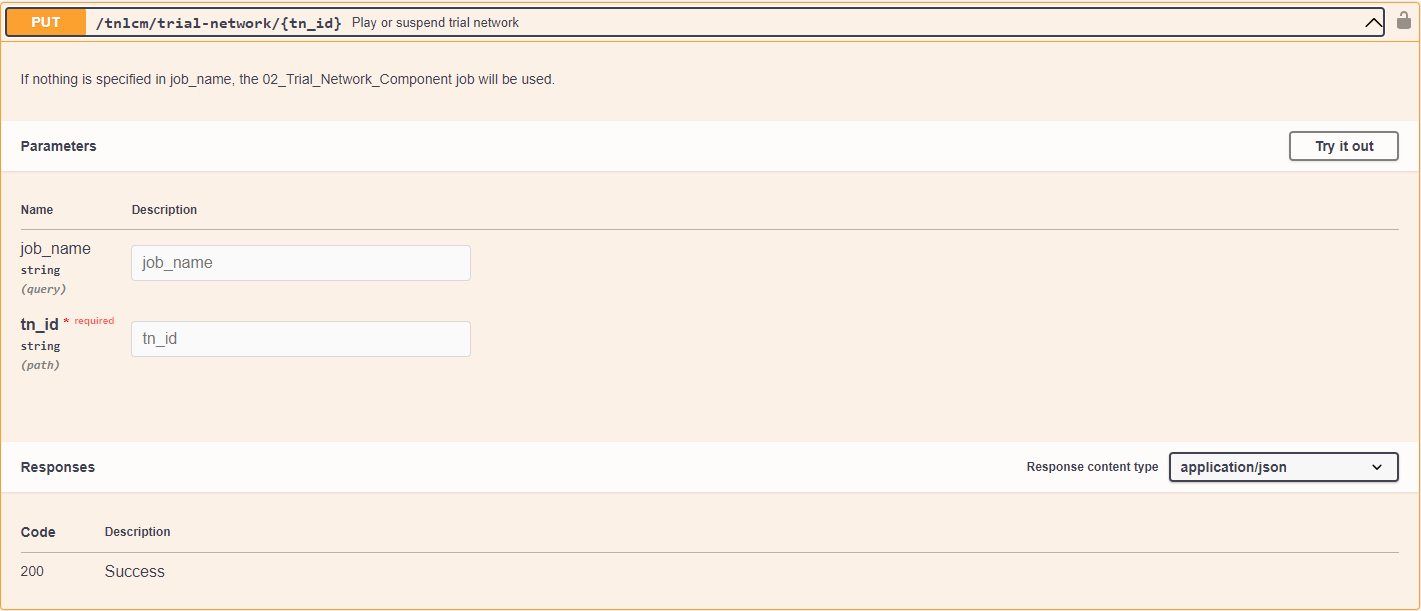 PUT /tnlcm/trial-network/{tn_id} Play or suspend trial network
If nothing is specified in job_name, the 02_Trial_Network_Component job will be used.
Parameters Try it out
Name Description
job_name
string
(query)
job_name
tn_id * required
string
(path)
tn_id
Responses Response content type application/json
Code Description
200 Success